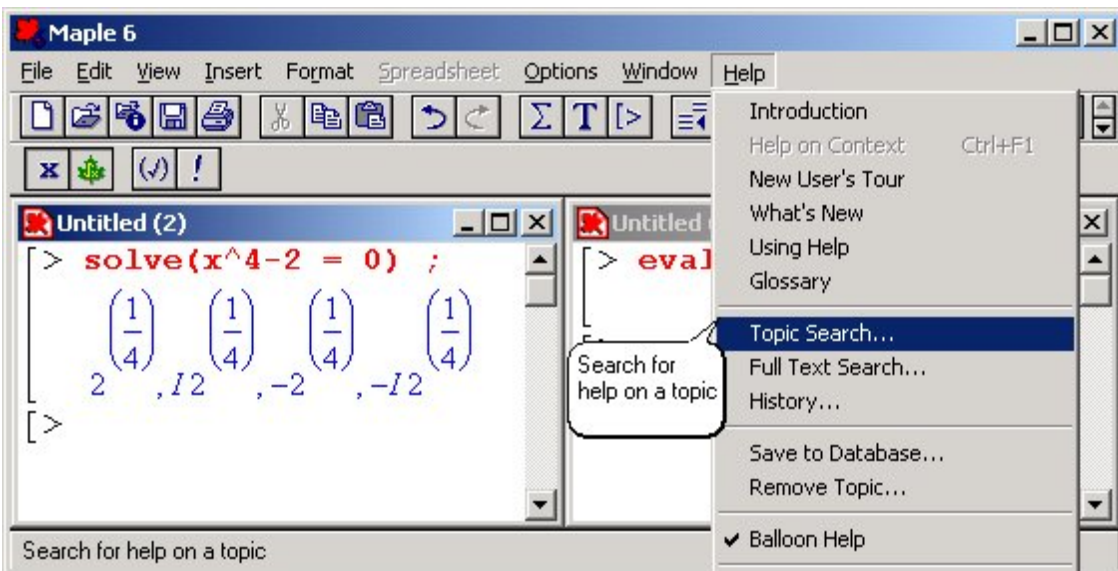 Maple 6
File Edit View Insert Format Spreadsheet Options Window Help
Σ T [>
x (√) !
Untitled (2)
[> solve(x^4-2 = 0) ;
2^(1/4), I 2^(1/4), -2^(1/4), -I 2^(1/4)
[>
Untitled
[> eval
Search for
help on a topic
Introduction
Help on Context Ctrl+F1
New User's Tour
What's New
Using Help
Glossary
Topic Search...
Full Text Search...
History...
Save to Database...
Remove Topic...
✔ Balloon Help
Search for help on a topic